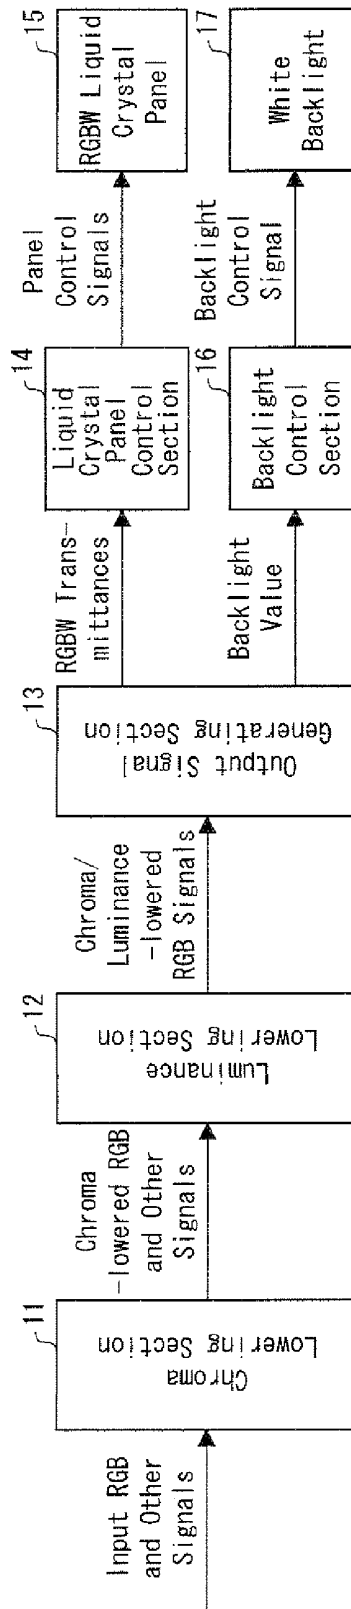 Input RGB
and Other
Signals
11
Chroma
Lowering Section
Chroma
-lowered RGB
and Other
Signals
12
Luminance
Lowering Section
Chroma/
Luminance
-lowered
RGB Signals
13
Output Signal
Generating Section
RGBW Trans-
mittances
14
Liquid
Crystal
Panel
Control
Section
Panel
Control
Signals
15
RGBW Liquid
Crystal
Panel
Backlight
Value
16
Backlight
Control
Section
Backlight
Control
Signal
17
White
Backlight